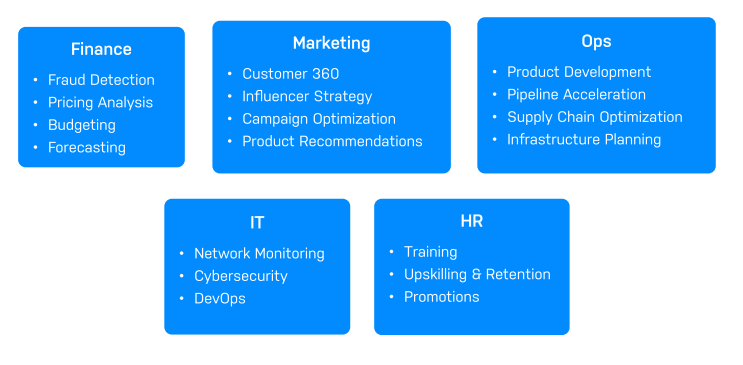 Finance
• Fraud Detection
• Pricing Analysis
• Budgeting
• Forecasting
Marketing
• Customer 360
• Influencer Strategy
• Campaign Optimization
• Product Recommendations
Ops
• Product Development
• Pipeline Acceleration
• Supply Chain Optimization
• Infrastructure Planning
IT
• Network Monitoring
• Cybersecurity
• DevOps
HR
• Training
• Upskilling & Retention
• Promotions